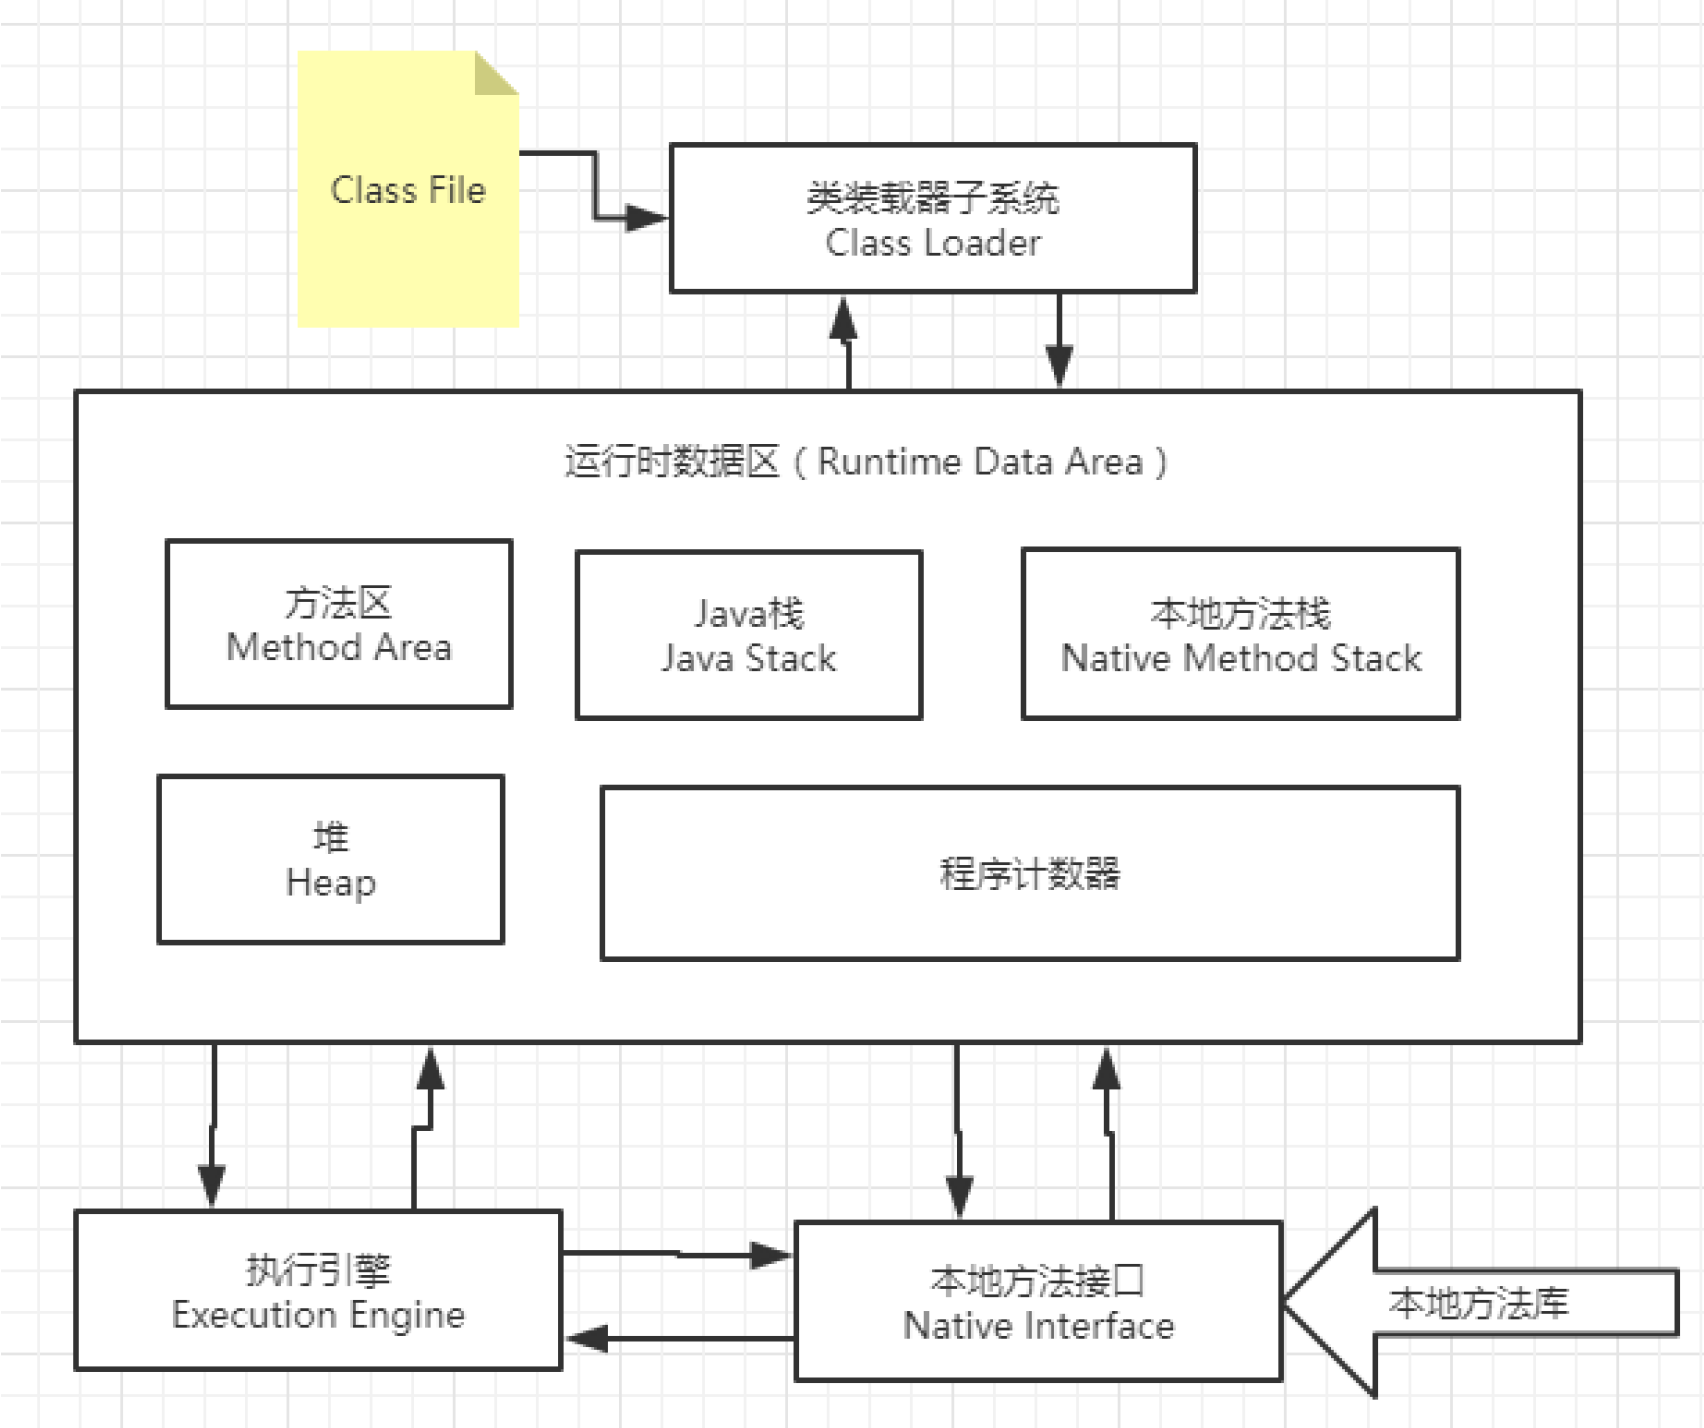 Class File
类装载器子系统
Class Loader
运行时数据区（Runtime Data Area）
方法区
Method Area
Java栈
Java Stack
本地方法栈
Native Method Stack
堆
Heap
程序计数器
执行引擎
Execution Engine
本地方法接口
Native Interface
本地方法库